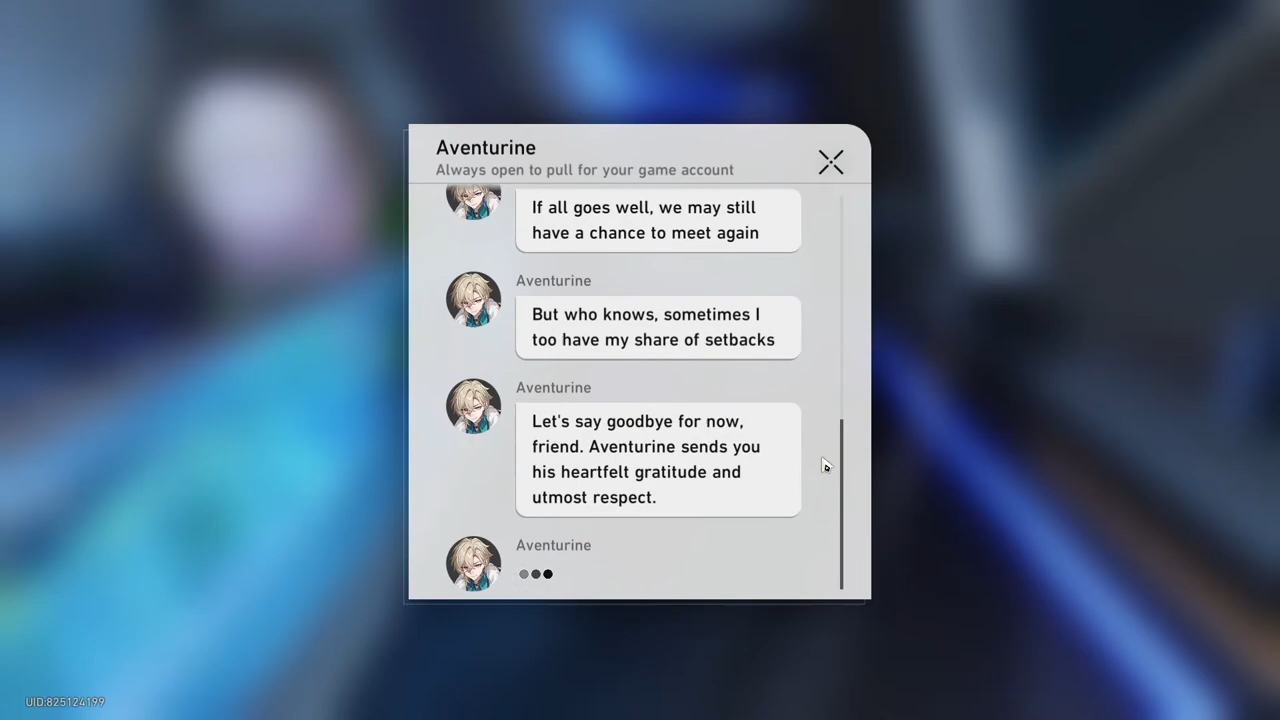 Aventurine
Always open to pull for your game account
If all goes well, we may still
have a chance to meet again
Aventurine
But who knows, sometimes I
too have my share of setbacks
Aventurine
Let's say goodbye for now,
friend. Aventurine sends you
his heartfelt gratitude and
utmost respect.
Aventurine
UID:825124199